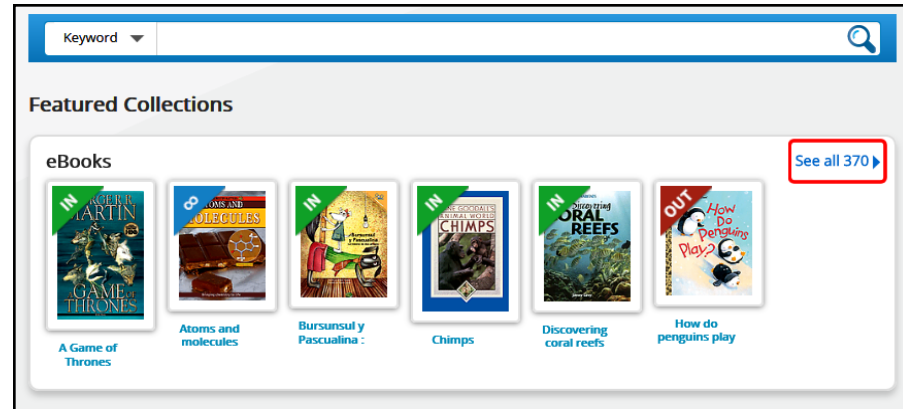 Keyword
Featured Collections
eBooks
See all 370
IN
GEORGE R.R.
MARTIN
A
GAME OF
THRONES
A Game of
Thrones
∞
ATOMS AND
MOLECULES
Atoms and
molecules
IN
Bursunsul
y Pascualina
Bursunsul y
Pascualina :
IN
JANE GOODALL'S
ANIMAL WORLD
CHIMPS
Chimps
IN
Discovering
CORAL
REEFS
Discovering
coral reefs
OUT
How
Do
Penguins
Play?
How do
penguins play